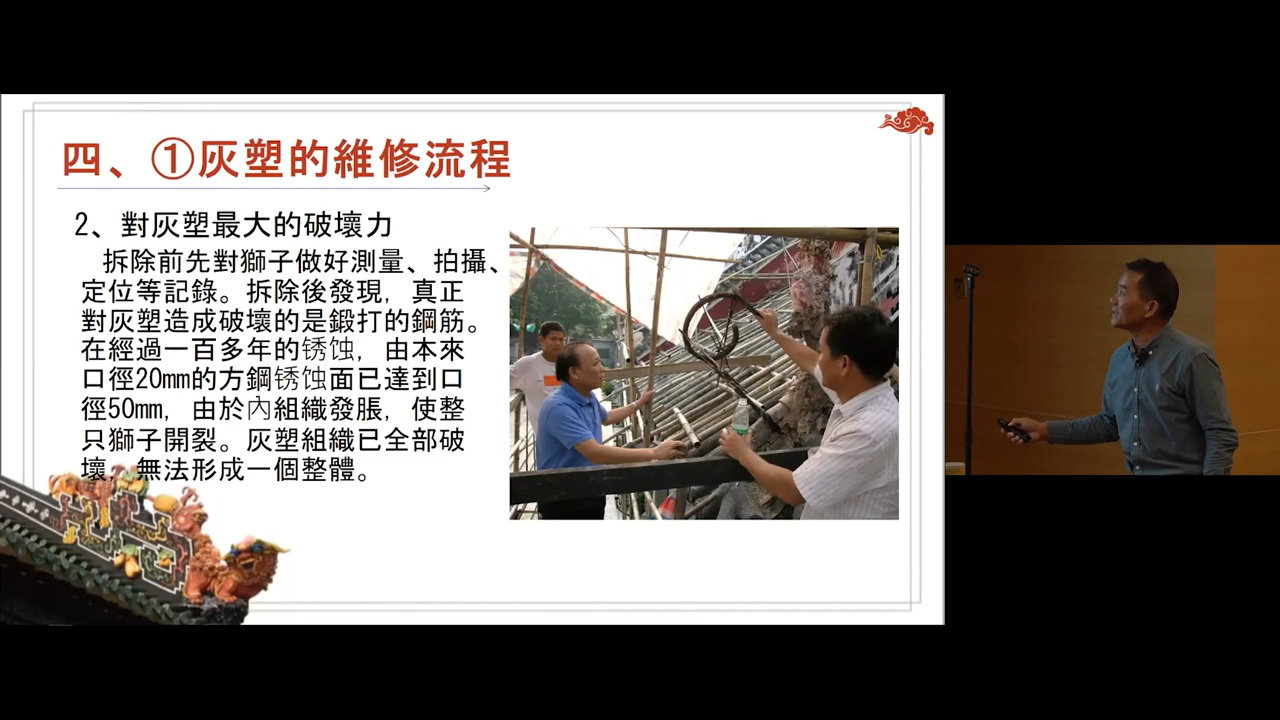 四、①灰塑的維修流程
2、對灰塑最大的破壞力
拆除前先對獅子做好測量、拍攝、
定位等記錄。拆除後發現，真正
對灰塑造成破壞的是鍛打的鋼筋。
在經過一百多年的锈蚀，由本來
口徑20mm的方鋼锈蚀面已達到口
徑50mm，由於內組織發脹，使整
只獅子開裂。灰塑組織已全部破
壞，無法形成一個整體。